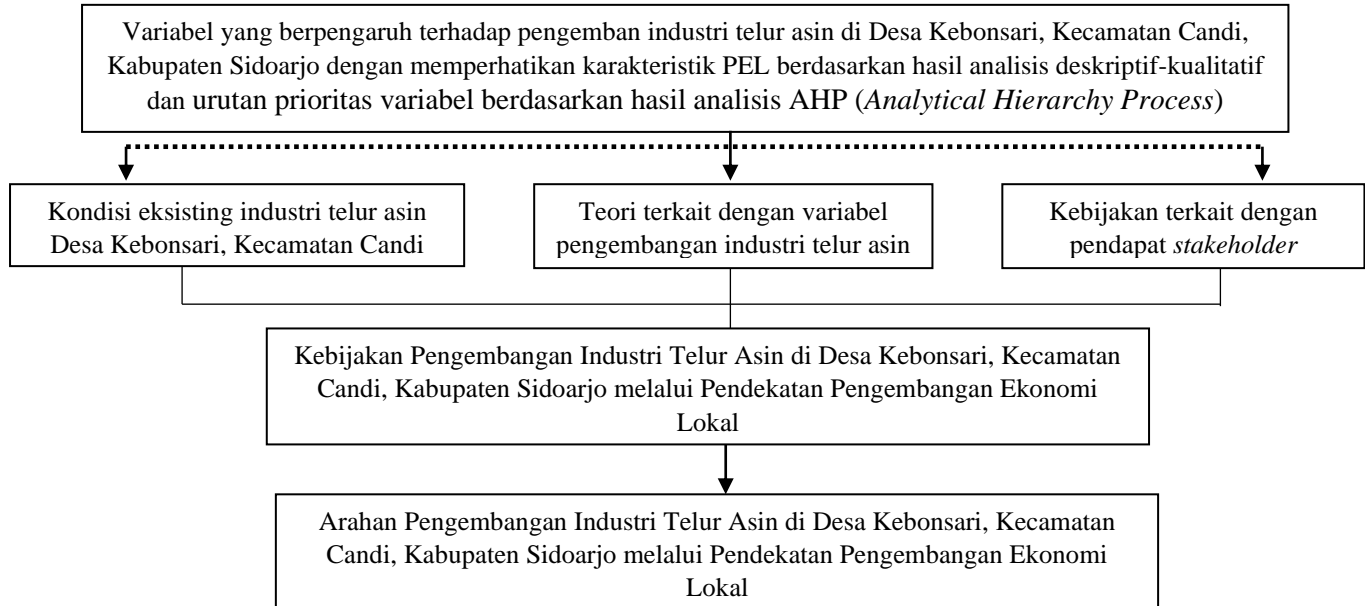 Variabel yang berpengaruh terhadap pengemban industri telur asin di Desa Kebonsari, Kecamatan Candi,
Kabupaten Sidoarjo dengan memperhatikan karakteristik PEL berdasarkan hasil analisis deskriptif-kualitatif
dan urutan prioritas variabel berdasarkan hasil analisis AHP (Analytical Hierarchy Process)
Kondisi eksisting industri telur asin
Desa Kebonsari, Kecamatan Candi
Teori terkait dengan variabel
pengembangan industri telur asin
Kebijakan terkait dengan
pendapat stakeholder
Kebijakan Pengembangan Industri Telur Asin di Desa Kebonsari, Kecamatan
Candi, Kabupaten Sidoarjo melalui Pendekatan Pengembangan Ekonomi
Lokal
Arahan Pengembangan Industri Telur Asin di Desa Kebonsari, Kecamatan
Candi, Kabupaten Sidoarjo melalui Pendekatan Pengembangan Ekonomi
Lokal